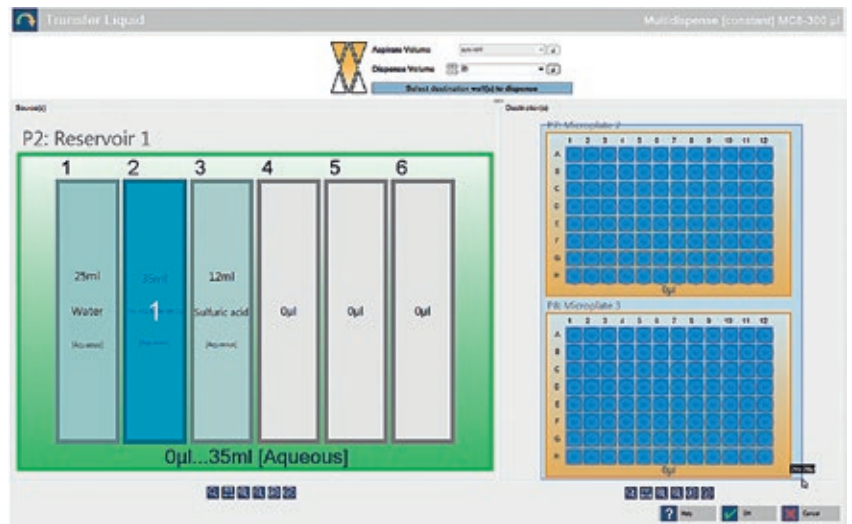 Transfer Liquid
Multidispense [constant] MC8-300 µl
Aspirate Volume
Dispense Volume
Select destination well(s) to dispense
Source(s)
Destination(s)
P2: Reservoir 1
1 2 3 4 5 6
25ml 35ml 12ml
Water 1 Sulfuric acid 0µl 0µl 0µl
[Aqueous] [Aqueous] [Aqueous]
0µl...35ml [Aqueous]
P7: Microplate 2
1 2 3 4 5 6 7 8 9 10 11 12
A
B
C
D
E
F
G
H
0µl
P8: Microplate 3
1 2 3 4 5 6 7 8 9 10 11 12
A
B
C
D
E
F
G
H
0µl
Help OK Cancel